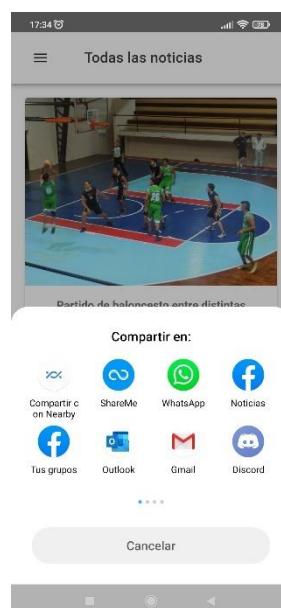 17:34
Todas las noticias
Partido de baloncesto entre distintas
Compartir en:
Compartir c
on Nearby
ShareMe
WhatsApp
Noticias
Tus grupos
Outlook
Gmail
Discord
Cancelar